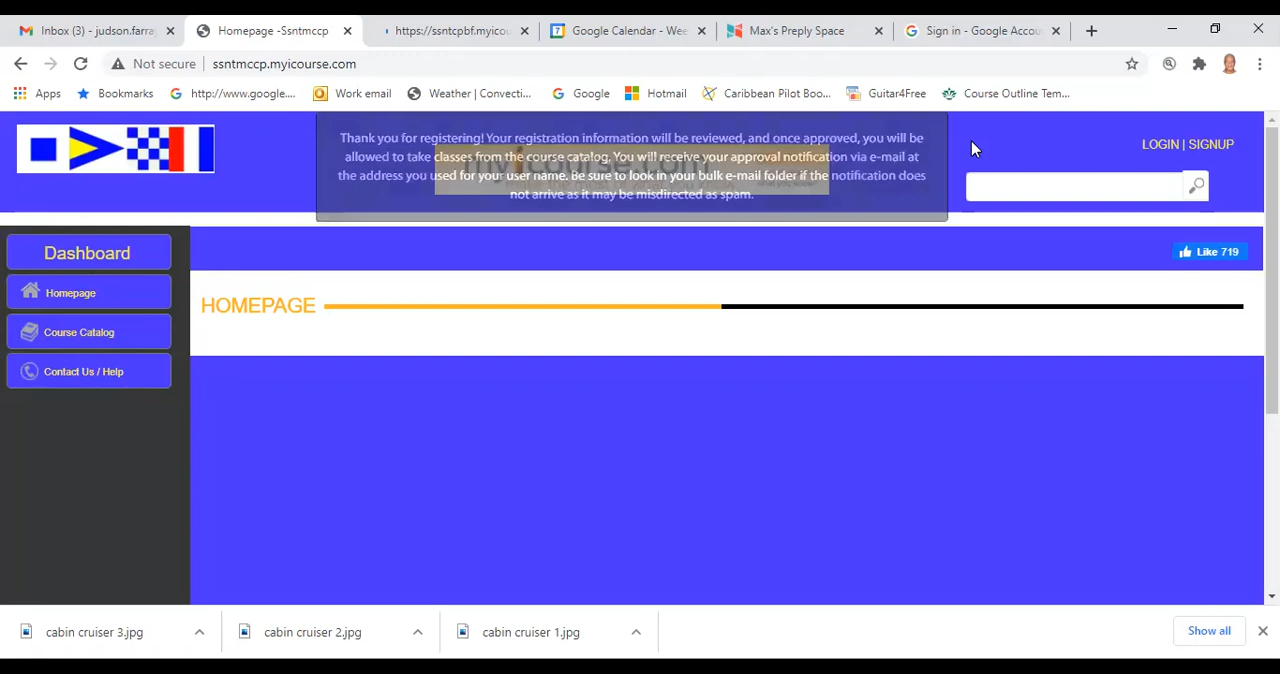 Inbox (3) - judson.farra
Homepage -Ssntmccp
https://ssntcpbf.myicou
Google Calendar - Wee
Max's Preply Space
Sign in - Google Accou
Not secure
ssntmccp.myicourse.com
Apps
Bookmarks
http://www.google....
Work email
Weather | Convecti...
Google
Hotmail
Caribbean Pilot Boo...
Guitar4Free
Course Outline Tem...
Thank you for registering! Your registration information will be reviewed, and once approved, you will be
allowed to take classes from the course catalog. You will receive your approval notification via e-mail at
the address you used for your user name. Be sure to look in your bulk e-mail folder if the notification does
not arrive as it may be misdirected as spam.
myicourse.com
LOGIN | SIGNUP
Dashboard
Like 719
Homepage
HOMEPAGE
Course Catalog
Contact Us / Help
cabin cruiser 3.jpg
cabin cruiser 2.jpg
cabin cruiser 1.jpg
Show all